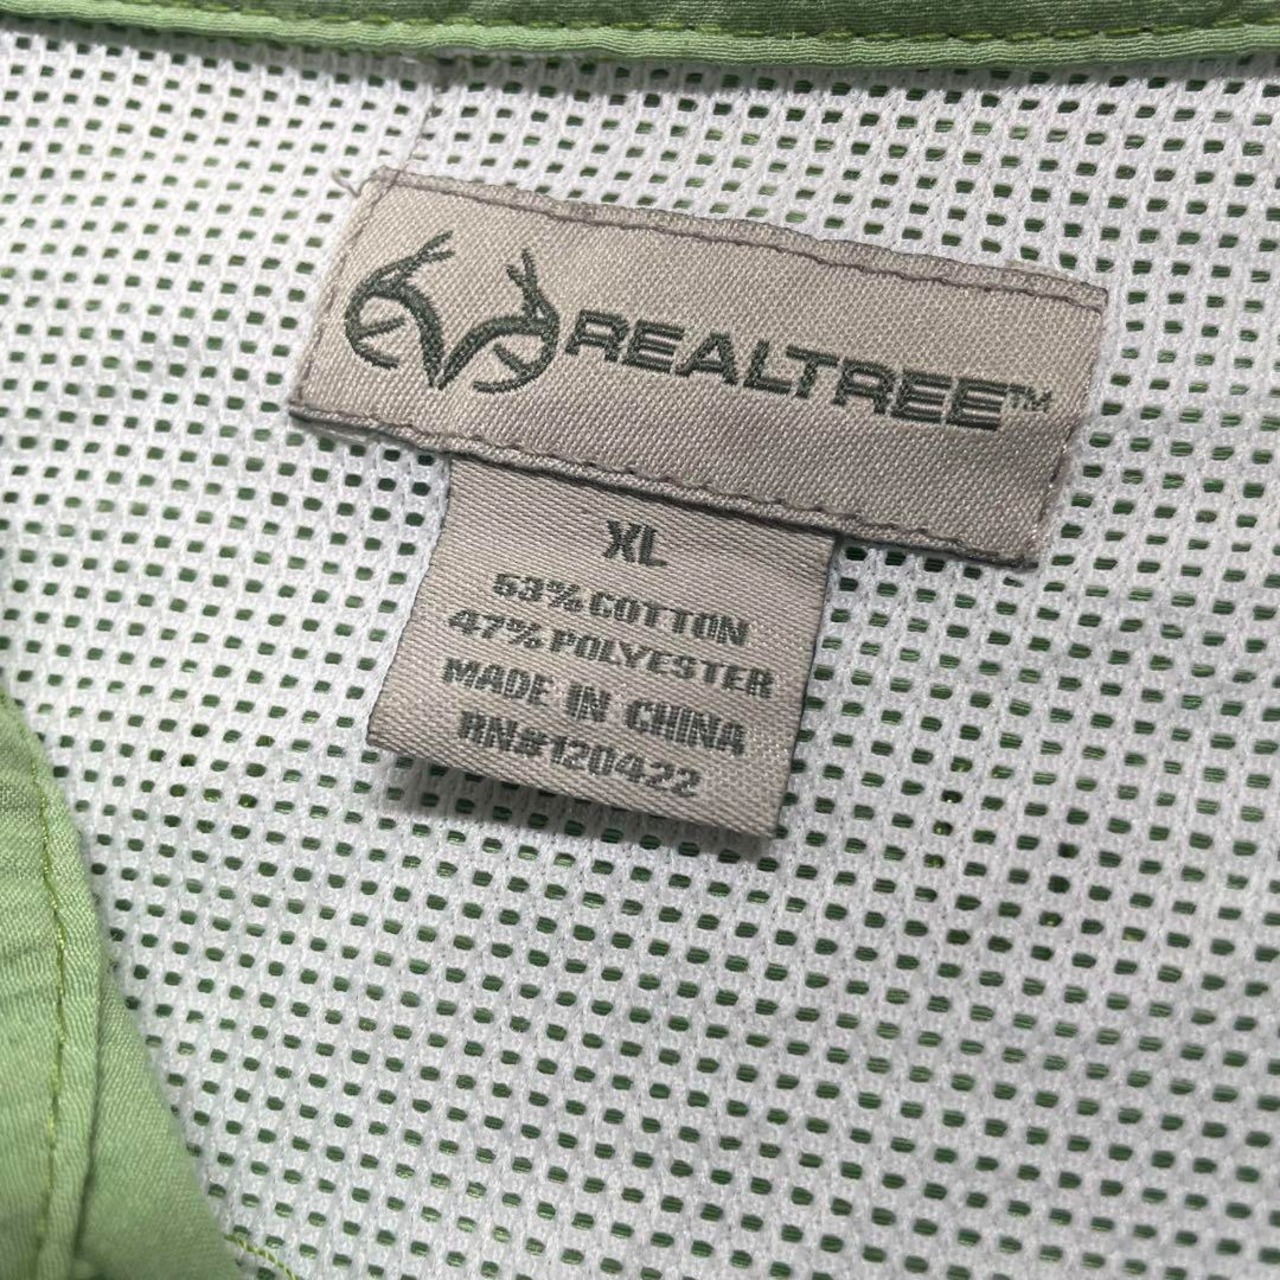 REALTREE™
XL
53% COTTON
47% POLYESTER
MADE IN CHINA
RN#120422